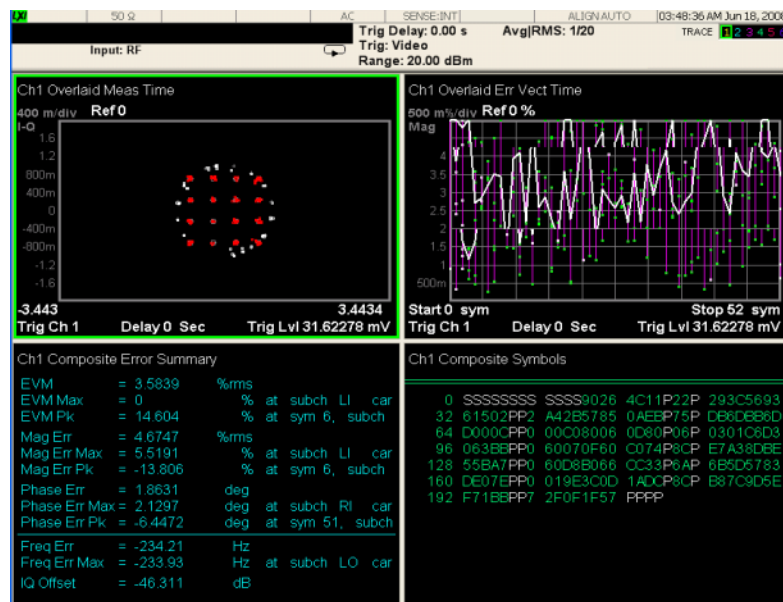 LXI 50 Ω AC SENSE:INT ALIGN AUTO 03:48:36 AM Jun 18, 200
Trig Delay: 0.00 s Avg|RMS: 1/20 TRACE 1 2 3 4 5
Input: RF Trig: Video
Range: 20.00 dBm
Ch1 Overlaid Meas Time
400 m/div Ref 0
I-Q
1.6
1.2
800m
400m
0
-400m
-800m
-1.2
-1.6
-3.443 3.4434
Trig Ch 1 Delay 0 Sec Trig Lvl 31.62278 mV
Ch1 Overlaid Err Vect Time
500 m%/div Ref 0 %
Mag
4
3.5
3
2.5
2
1.5
1
500m
Start 0 sym Stop 52 sym
Trig Ch 1 Delay 0 Sec Trig Lvl 31.62278 mV
Ch1 Composite Error Summary
EVM = 3.5839 %rms
EVM Max = 0 % at subch LI car
EVM Pk = 14.604 % at sym 6, subch
Mag Err = 4.6747 %rms
Mag Err Max = 5.5191 % at subch LI car
Mag Err Pk = -13.806 % at sym 6, subch
Phase Err = 1.8631 deg
Phase Err Max = 2.1297 deg at subch RI car
Phase Err Pk = -6.4472 deg at sym 51, subch
Freq Err = -234.21 Hz
Freq Err Max = -233.93 Hz at subch LO car
IQ Offset = -46.311 dB
Ch1 Composite Symbols
0 SSSSSSSS SSSS9026 4C11P22P 293C5693
32 61502PP2 A42B5785 0AEBP75P DB6DBB6D
64 D000CPP0 00C08006 0D80P06P 0301C6D3
96 063BBPP0 60070F60 C074P8CP E7A38DBE
128 55BA7PP0 60D8B066 CC33P6AP 6B5D5783
160 DE07EPP0 019E3C0D 1ADCP8CP B87C9D5E
192 F71BBPP7 2F0F1F57 PPPP